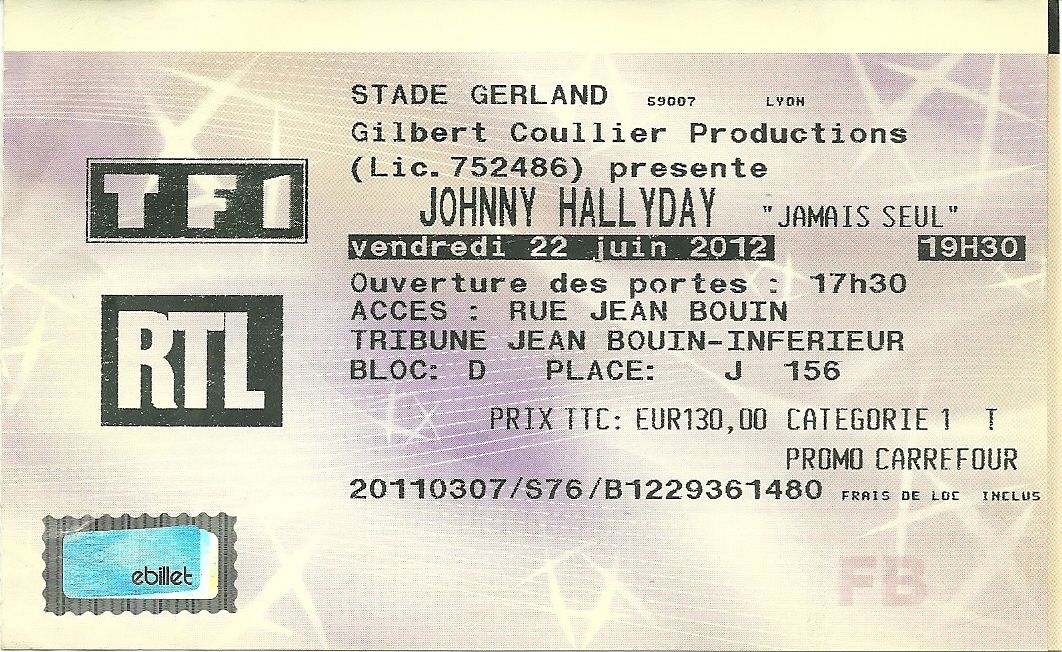 STADE GERLAND 59007 LYON
Gilbert Coullier Productions
(Lic.752486) presente
JOHNNY HALLYDAY "JAMAIS SEUL"
vendredi 22 juin 2012 19H30
Ouverture des portes : 17h30
ACCES : RUE JEAN BOUIN
TRIBUNE JEAN BOUIN-INFERIEUR
BLOC: D PLACE: J 156
PRIX TTC: EUR130,00 CATEGORIE 1 T
PROMO CARREFOUR
20110307/S76/B1229361480 FRAIS DE LOC INCLUS
TF1
RTL
ebillet
FB